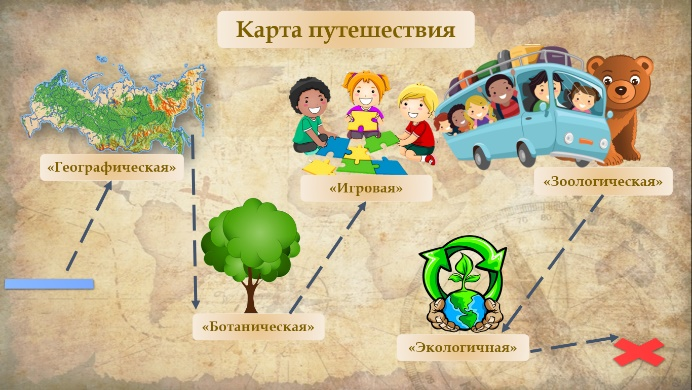 Карта путешествия
«Географическая»
«Ботаническая»
«Игровая»
«Зоологическая»
«Экологичная»